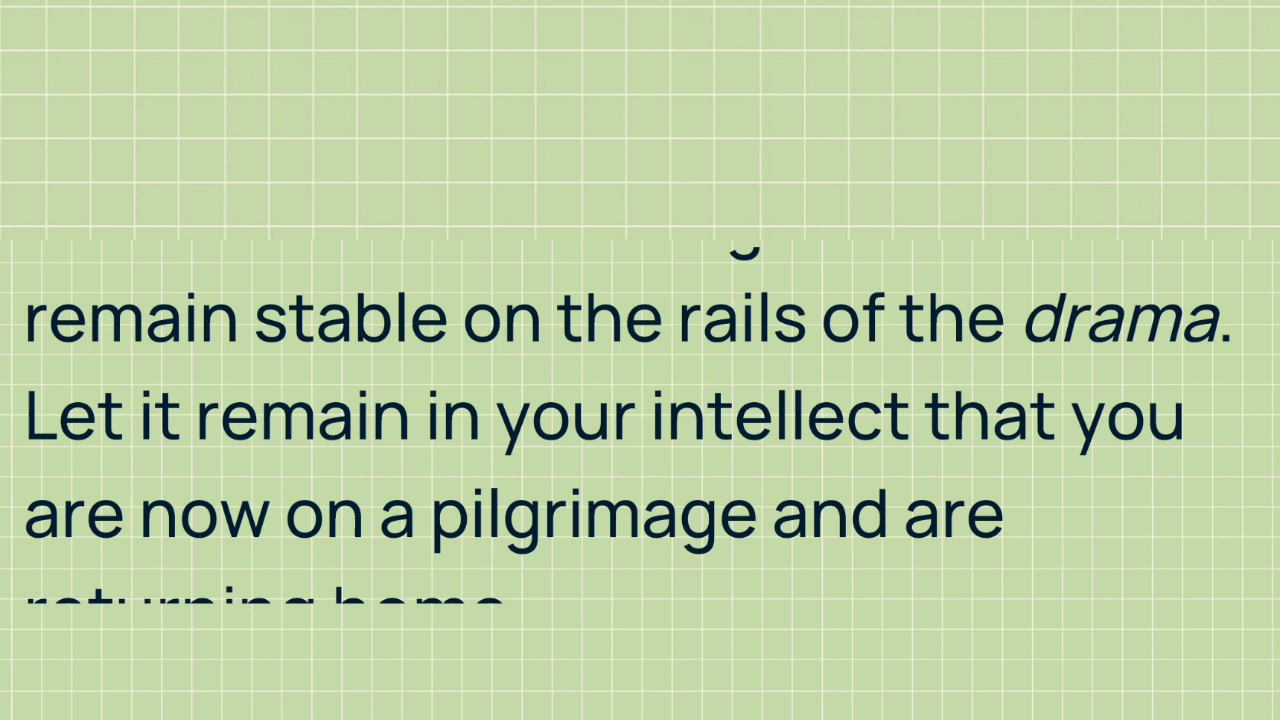 remain stable on the rails of the drama.
Let it remain in your intellect that you
are now on a pilgrimage and are
returning home